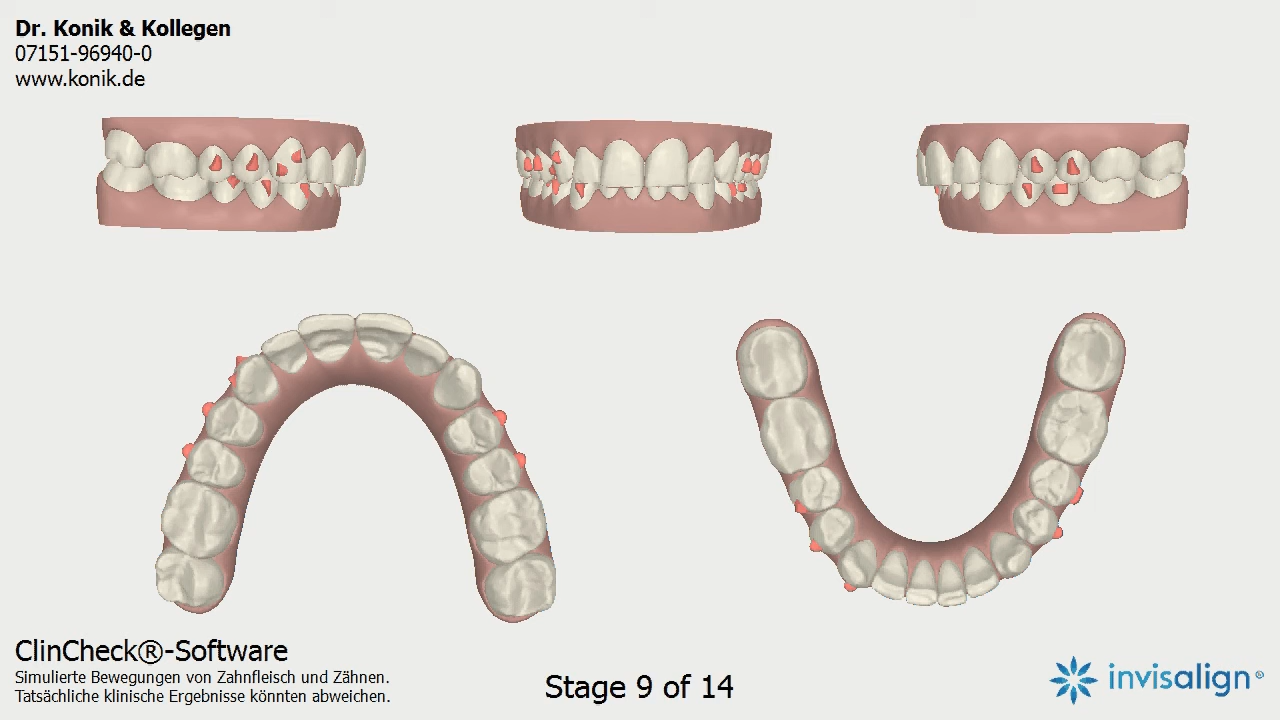 Dr. Konik & Kollegen
07151-96940-0
www.konik.de
ClinCheck®-Software
Simulierte Bewegungen von Zahnfleisch und Zähnen.
Tatsächliche klinische Ergebnisse könnten abweichen.
Stage 9 of 14
invisalign®